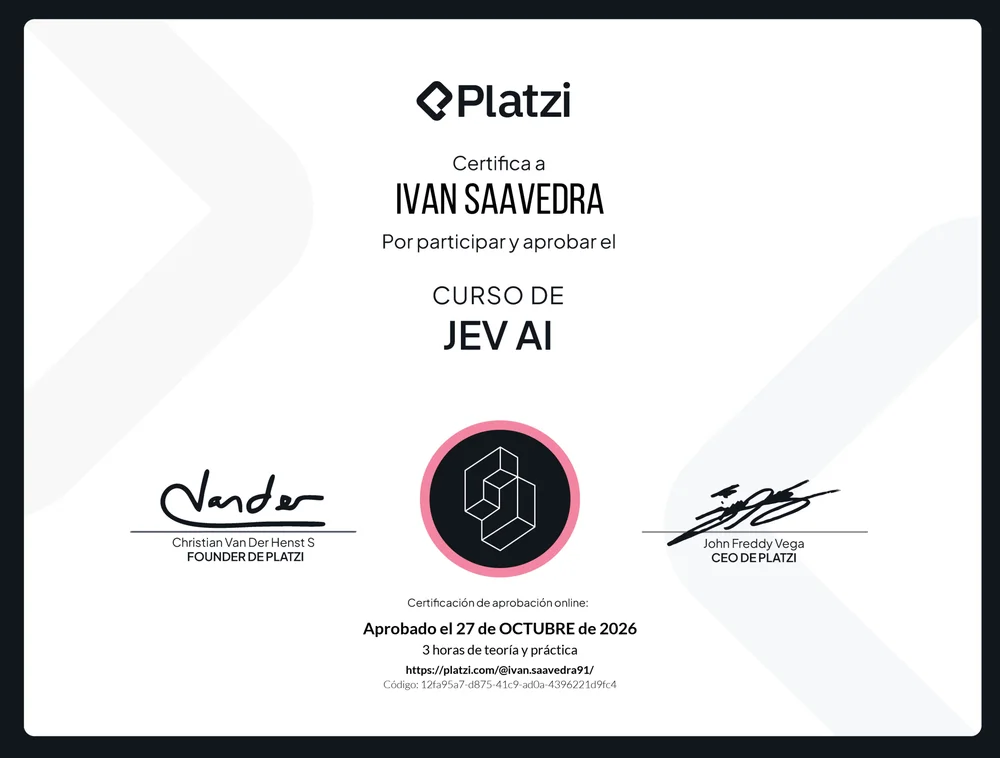 Platzi
Certifica a
IVAN SAAVEDRA
Por participar y aprobar el
CURSO DE
JEV AI
Vander
Christian Van Der Henst S
FOUNDER DE PLATZI
John Freddy Vega
CEO DE PLATZI
Certificación de aprobación online:
Aprobado el 27 de OCTUBRE de 2026
3 horas de teoría y práctica
https://platzi.com/@ivan.saavedra91/
Código: 12fa95a7-d875-41c9-ad0a-4396221d9fc4